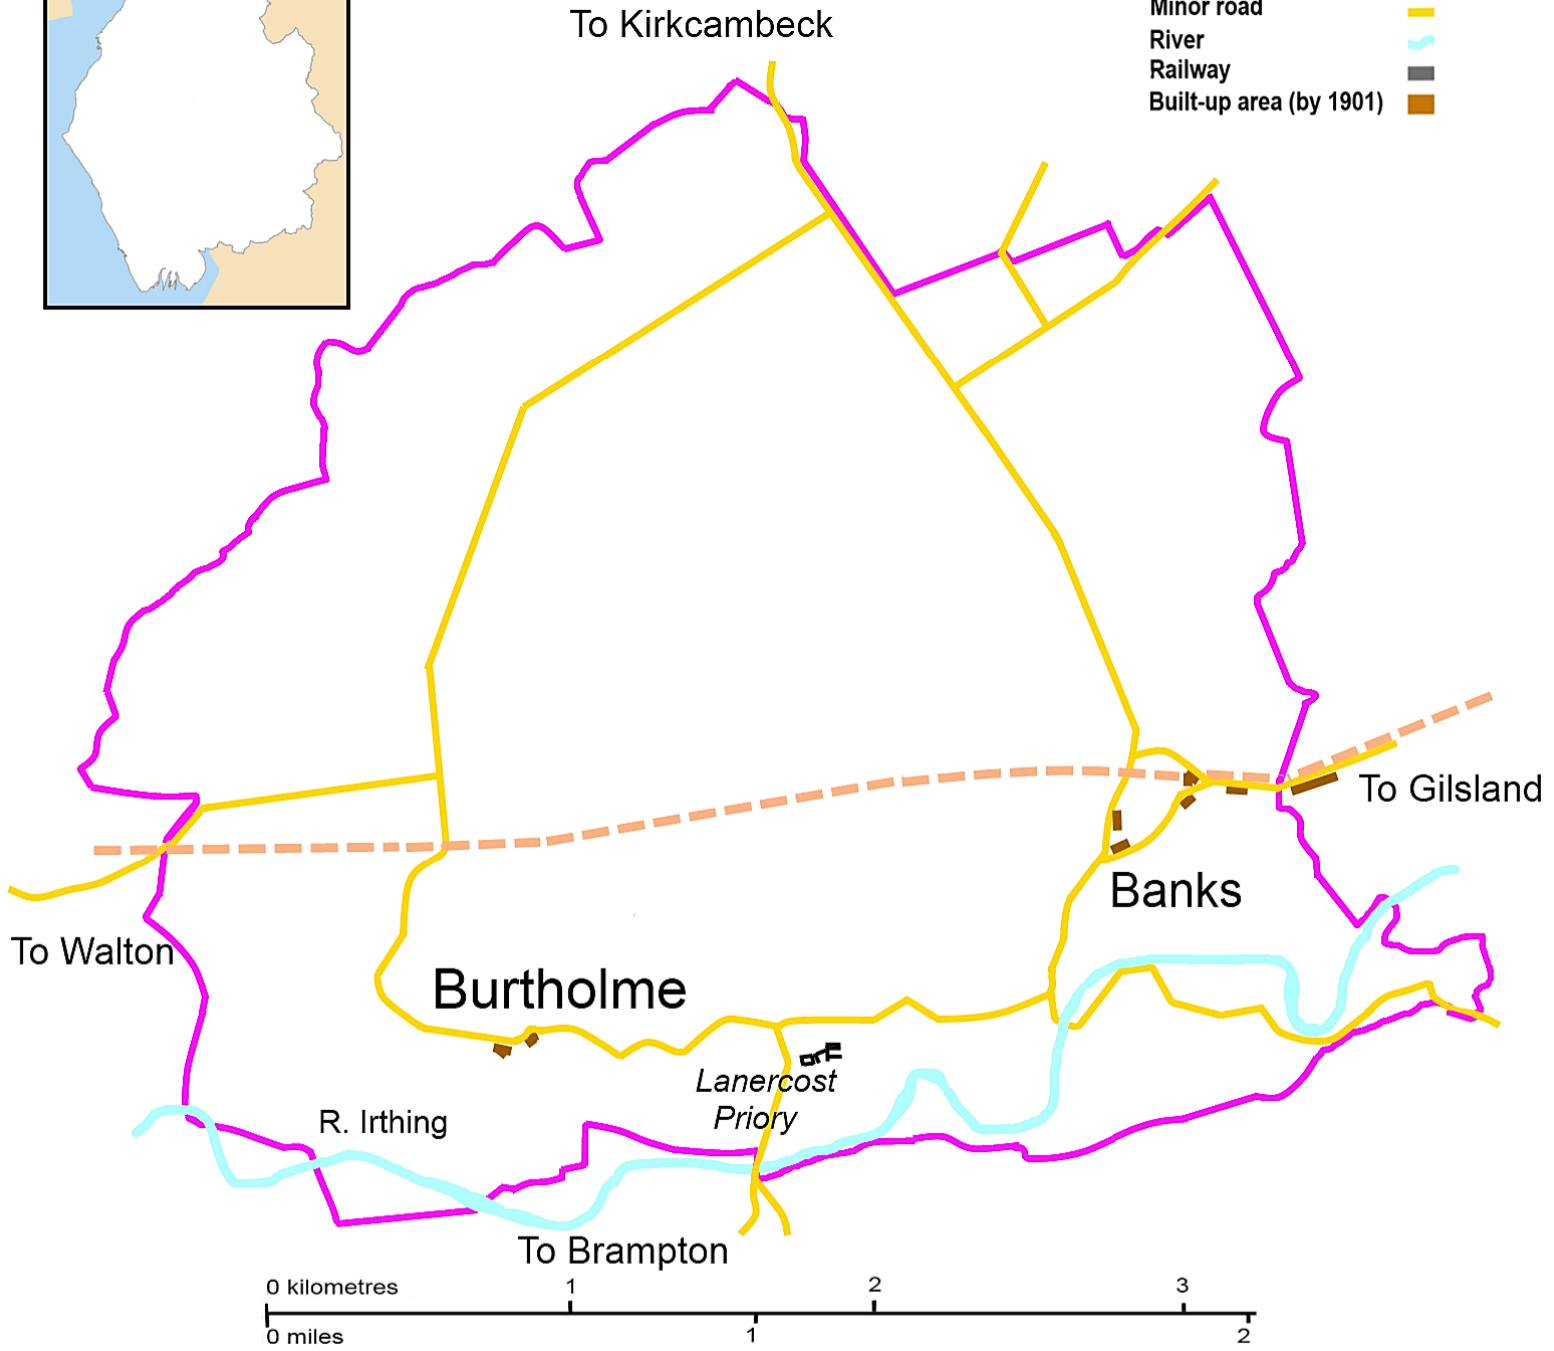 Minor road
To Kirkcambeck
River
Railway
Built-up area (by 1901)
To Gilsland
Banks
To Walton
Burtholme
Lanercost
Priory
R. Irthing
To Brampton
0 kilometres 1 2 3
0 miles 1 2